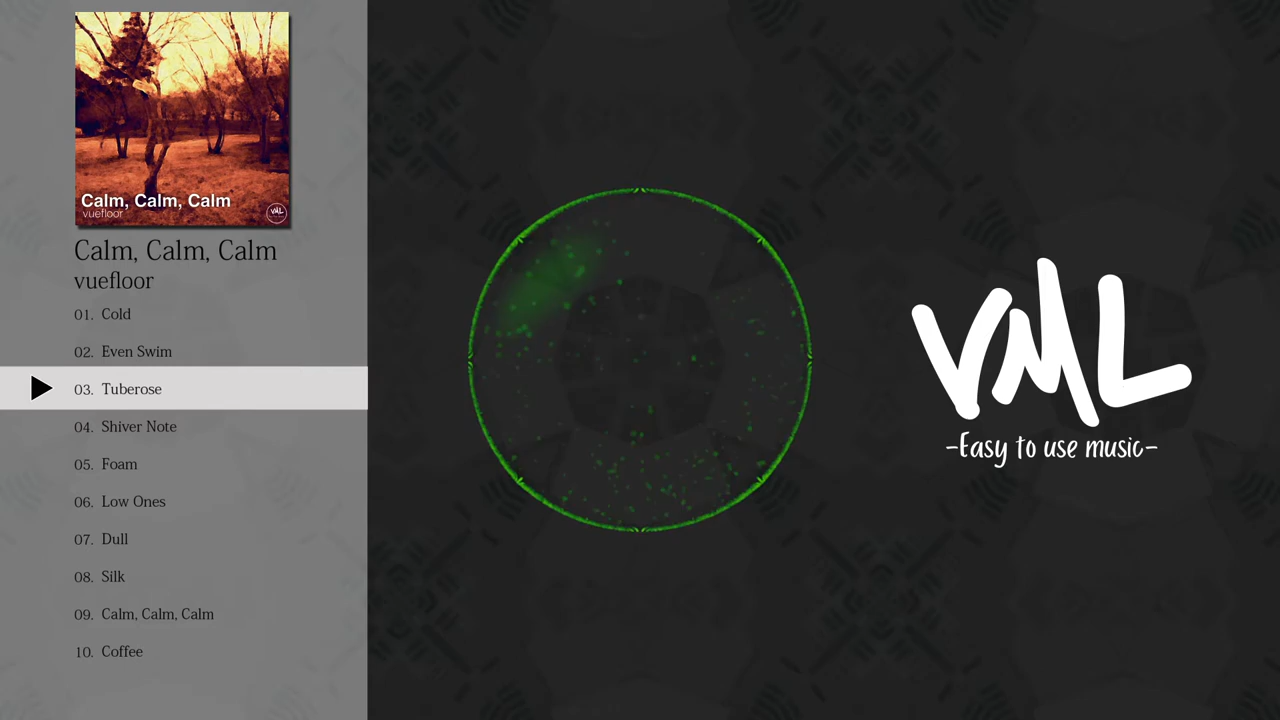 Calm, Calm, Calm
vuefloor
VML
Calm, Calm, Calm
vuefloor
01. Cold
02. Even Swim
03. Tuberose
04. Shiver Note
05. Foam
06. Low Ones
07. Dull
08. Silk
09. Calm, Calm, Calm
10. Coffee
VML
-Easy to use music-